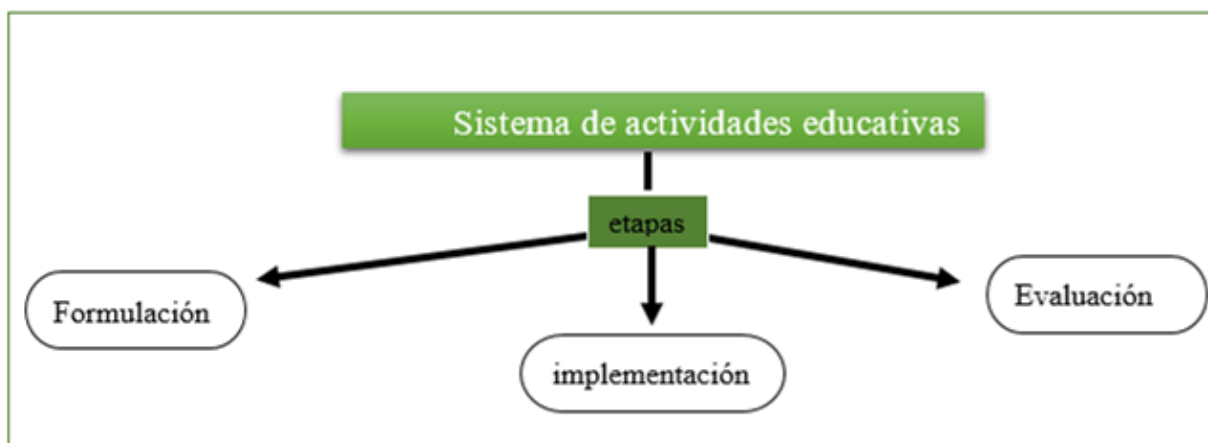 Sistema de actividades educativas
etapas
Formulación
implementación
Evaluación